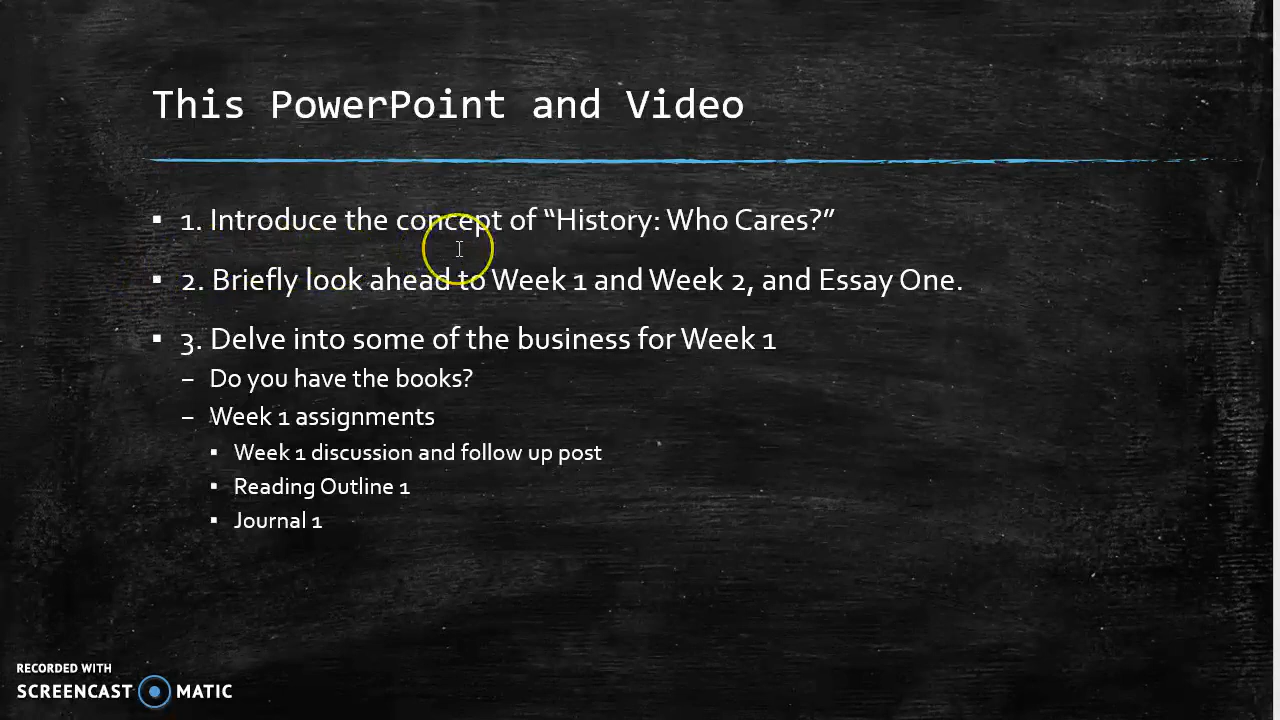 This PowerPoint and Video
▪ 1. Introduce the concept of “History: Who Cares?”
▪ 2. Briefly look ahead to Week 1 and Week 2, and Essay One.
▪ 3. Delve into some of the business for Week 1
– Do you have the books?
– Week 1 assignments
▪ Week 1 discussion and follow up post
▪ Reading Outline 1
▪ Journal 1
RECORDED WITH
SCREENCAST MATIC